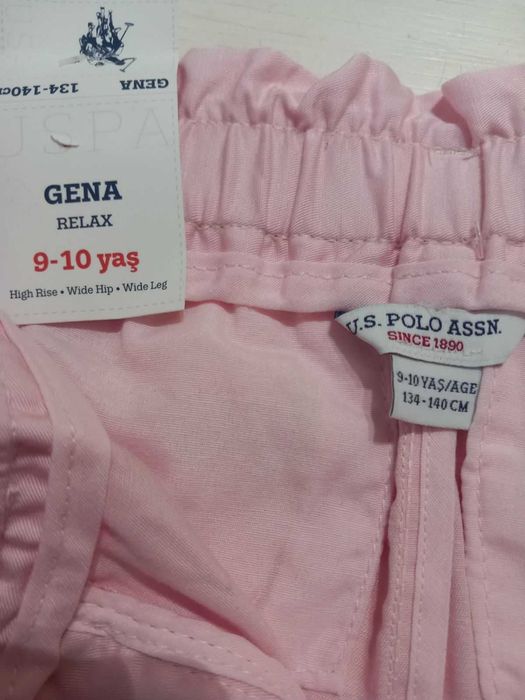 134-140cm GENA
USPA
GENA
RELAX
9-10 yaş
High Rise • Wide Hip • Wide Leg
U.S. POLO ASSN.
SINCE 1890
9-10 YAŞ/AGE
134-140 CM